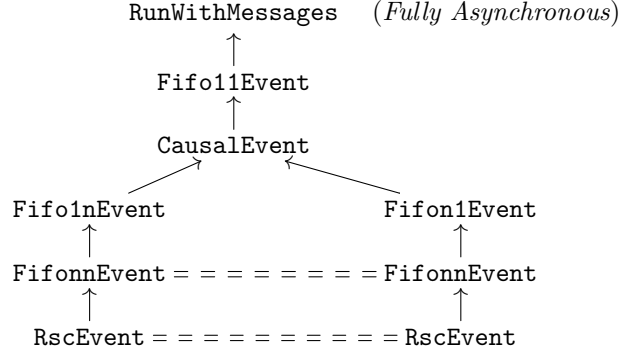 RunWithMessages (Fully Asynchronous)
Fifo11Event
CausalEvent
Fifo1nEvent Fifon1Event
FifonnEvent = = = = = = = = FifonnEvent
RscEvent = = = = = = = = = = RscEvent